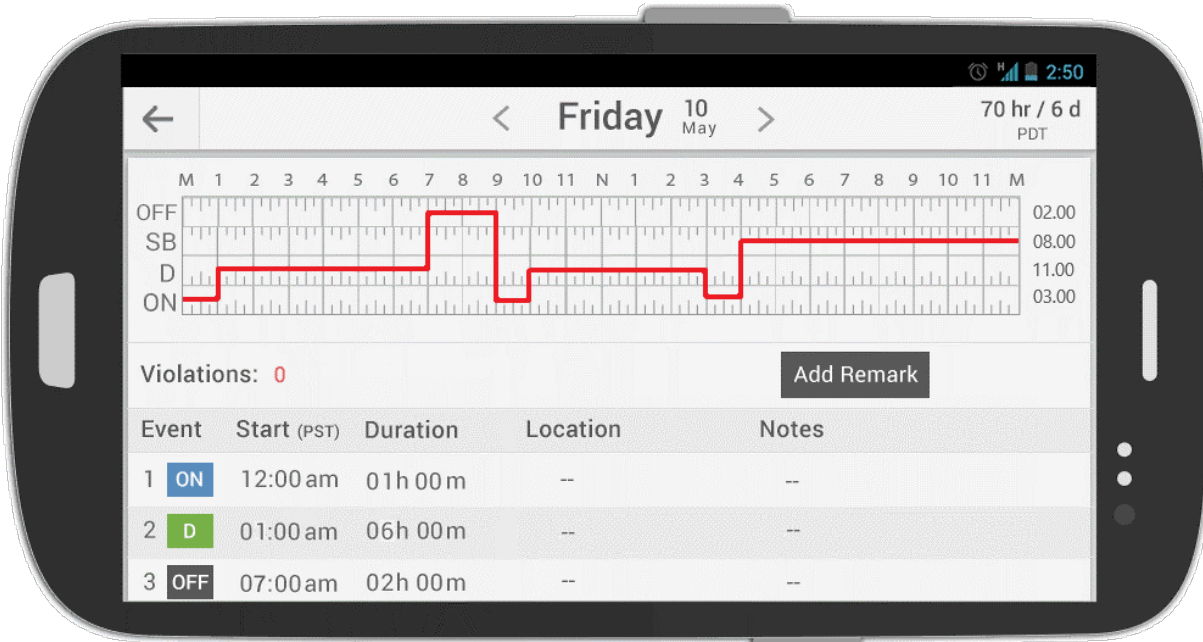 2:50
Friday 10 May
70 hr / 6 d
PDT
M 1 2 3 4 5 6 7 8 9 10 11 N 1 2 3 4 5 6 7 8 9 10 11 M
OFF 02.00
SB 08.00
D 11.00
ON 03.00
Violations: 0 Add Remark
Event Start (PST) Duration Location Notes
1 ON 12:00 am 01h 00 m -- --
2 D 01:00 am 06h 00 m -- --
3 OFF 07:00 am 02h 00 m -- --